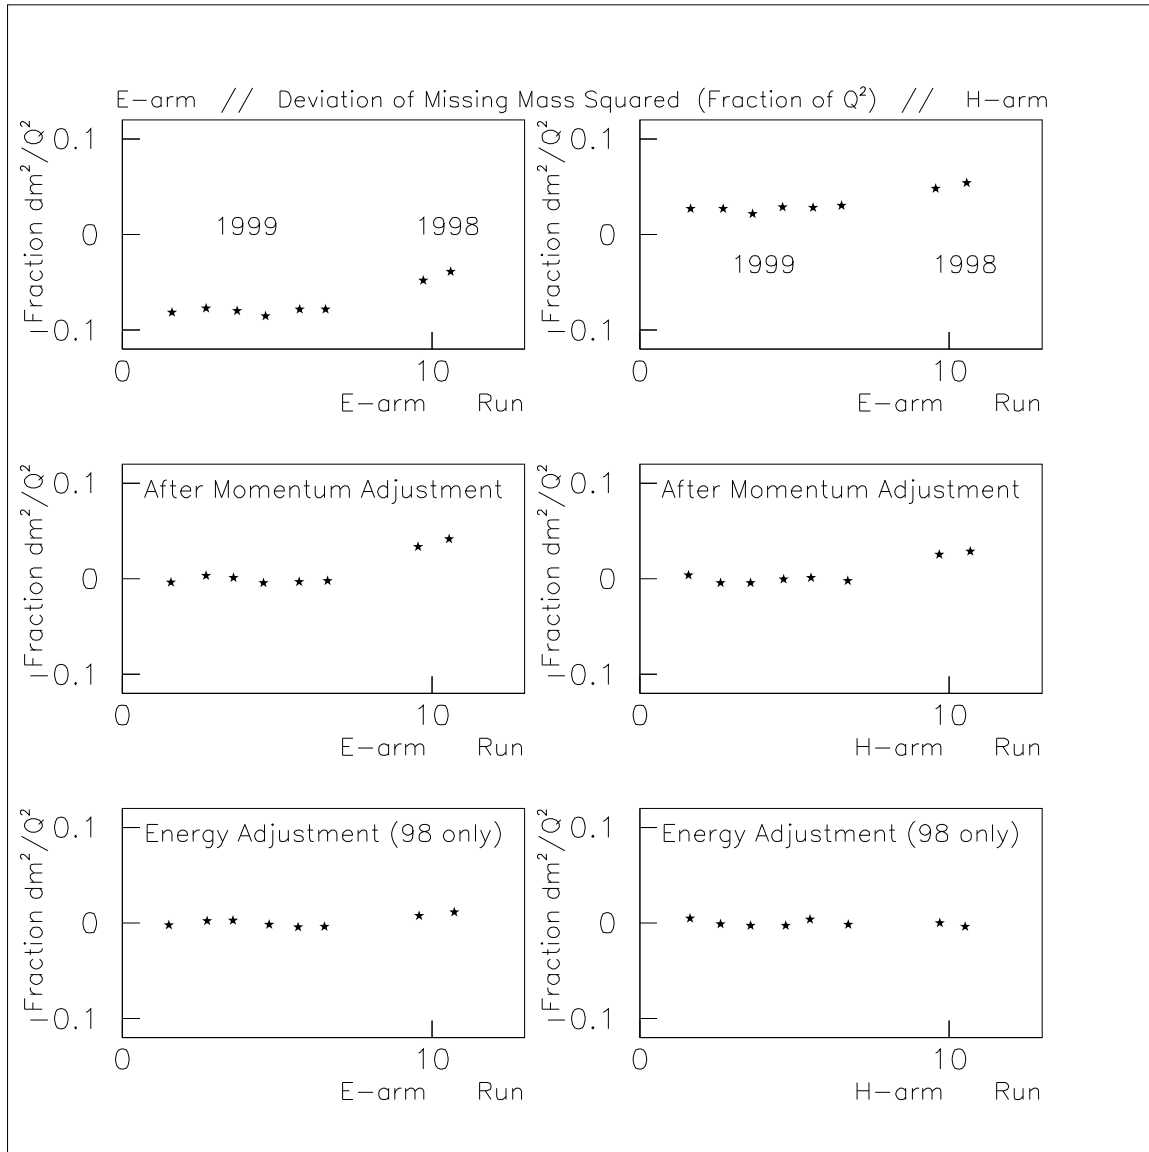 E-arm // Deviation of Missing Mass Squared (Fraction of Q²) // H-arm
Fraction dm²/Q²
0.1
0
-0.1
1999
1998
0
10
E-arm Run
Fraction dm²/Q²
0.1
0
-0.1
1999
1998
0
10
E-arm Run
Fraction dm²/Q²
0.1
0
-0.1
After Momentum Adjustment
0
10
E-arm Run
Fraction dm²/Q²
0.1
0
-0.1
After Momentum Adjustment
0
10
H-arm Run
Fraction dm²/Q²
0.1
0
-0.1
Energy Adjustment (98 only)
0
10
E-arm Run
Fraction dm²/Q²
0.1
0
-0.1
Energy Adjustment (98 only)
0
10
H-arm Run